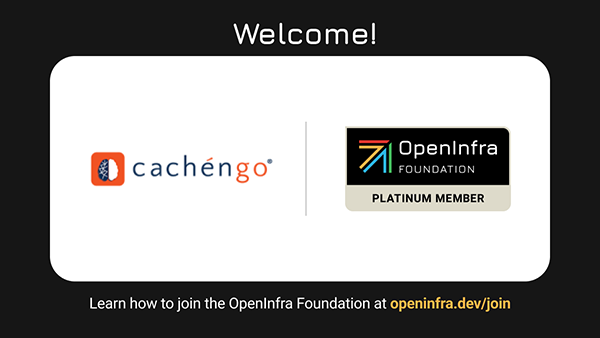 Welcome!
cachéngo®
OpenInfra
FOUNDATION
PLATINUM MEMBER
Learn how to join the OpenInfra Foundation at openinfra.dev/join